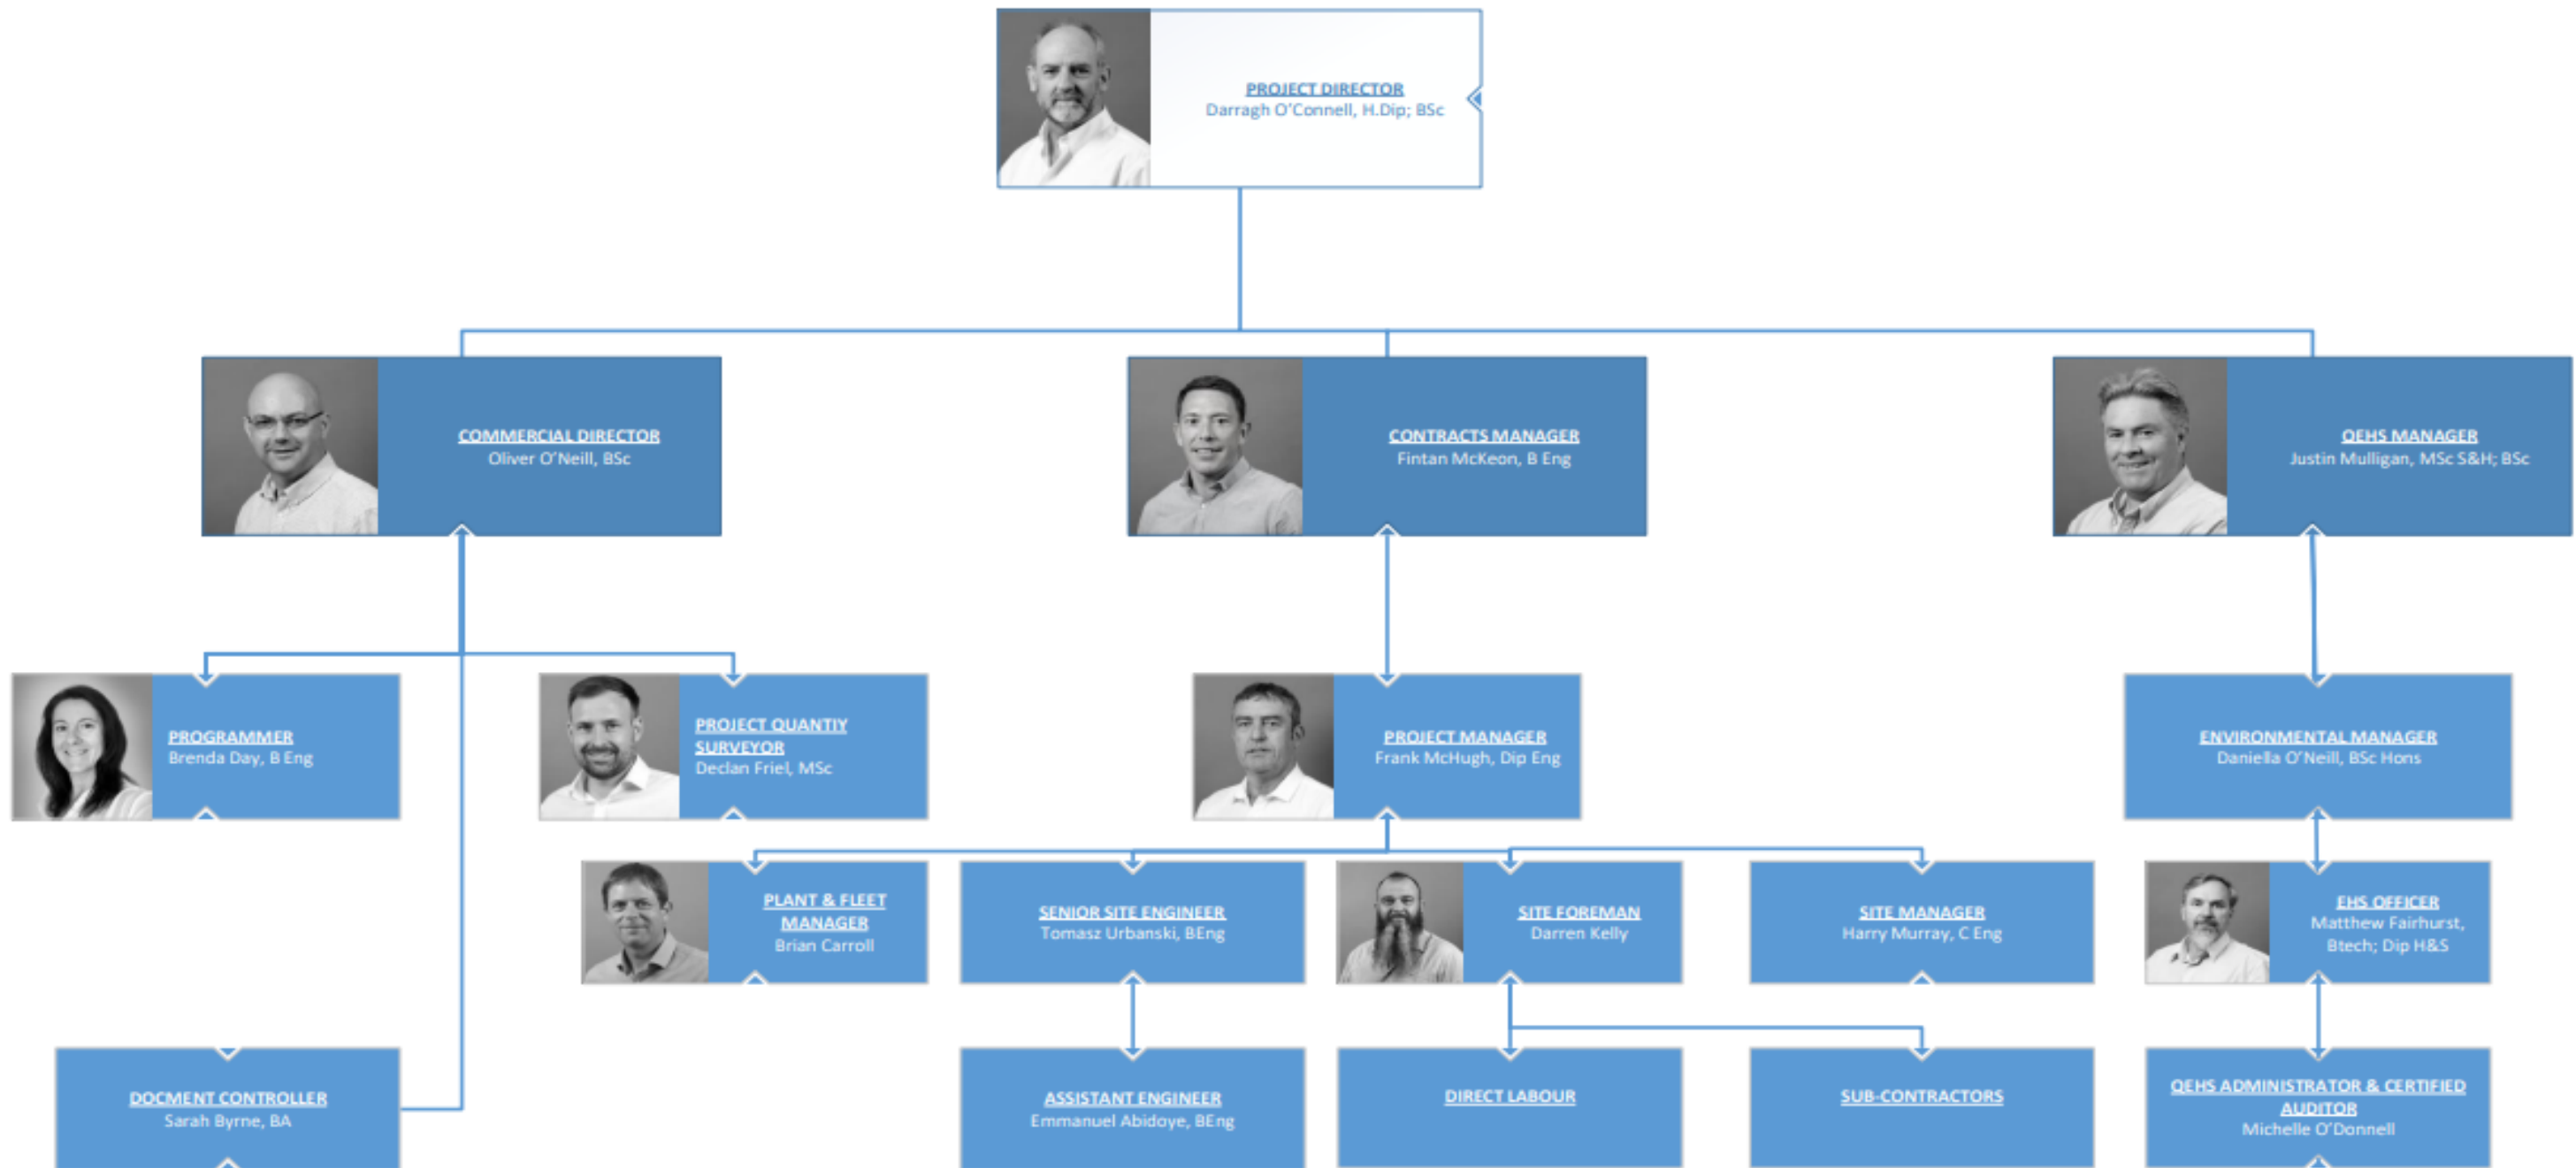 PROJECT DIRECTOR
Darragh O'Connell, H.Dip; BSc
COMMERCIAL DIRECTOR
Oliver O'Neill, BSc
CONTRACTS MANAGER
Fintan McKeon, B Eng
QEHS MANAGER
Justin Mulligan, MSc S&H; BSc
PROGRAMMER
Brenda Day, B Eng
PROJECT QUANTIY
SURVEYOR
Declan Friel, MSc
PROJECT MANAGER
Frank McHugh, Dip Eng
ENVIRONMENTAL MANAGER
Daniella O'Neill, BSc Hons
PLANT & FLEET
MANAGER
Brian Carroll
SENIOR SITE ENGINEER
Tomasz Urbanski, BEng
SITE FOREMAN
Darren Kelly
SITE MANAGER
Harry Murray, C Eng
EHS OFFICER
Matthew Fairhurst,
Btech; Dip H&S
DOCMENT CONTROLLER
Sarah Byrne, BA
ASSISTANT ENGINEER
Emmanuel Abidoye, BEng
DIRECT LABOUR
SUB-CONTRACTORS
QEHS ADMINISTRATOR & CERTIFIED
AUDITOR
Michelle O'Donnell